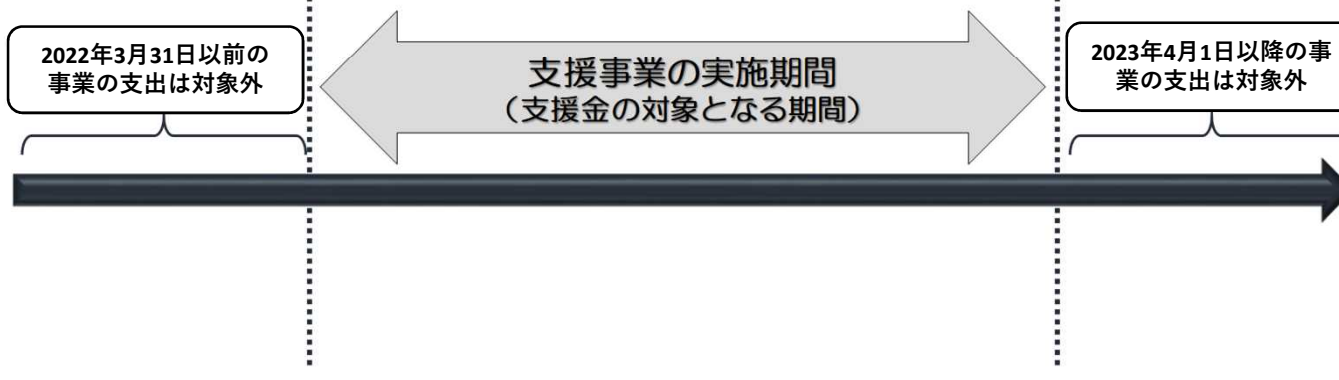 2022年3月31日以前の
事業の支出は対象外
支援事業の実施期間
（支援金の対象となる期間）
2023年4月1日以降の事
業の支出は対象外